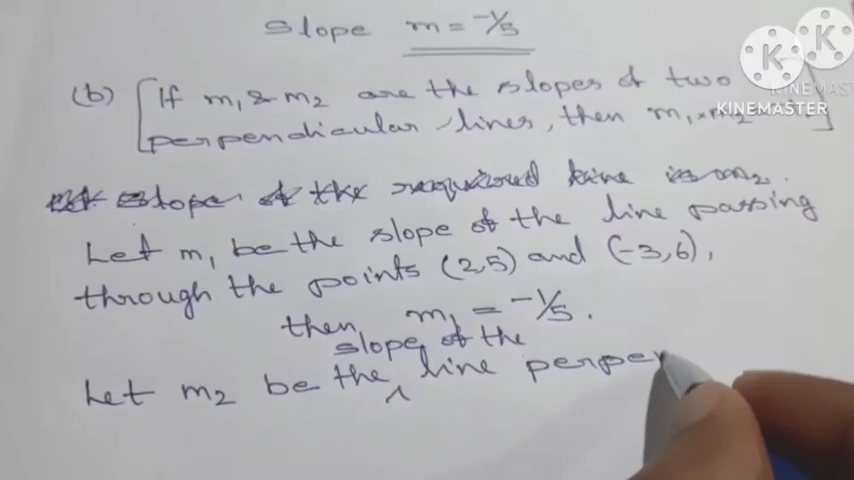 slope m = -1/5
(b) [If m₁ & m₂ are the slopes of two
perpendicular lines, then m₁ × m₂
KINEMASTER
KINEMASTER
slope of the required line is m₂.
Let m₁ be the slope of the line passing
through the points (2,5) and (-3,6),
then m₁ = -1/5.
slope of the
Let m₂ be the ^ line perpe